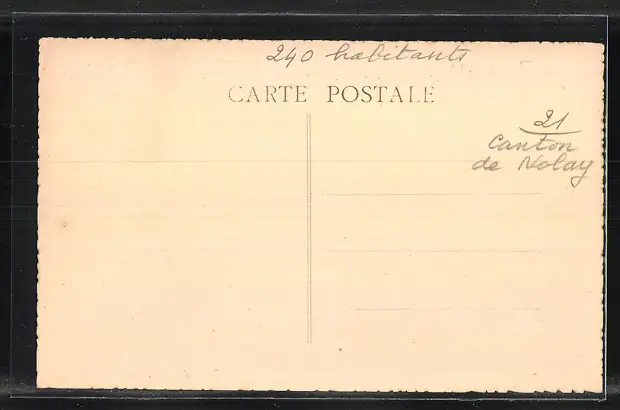 240 habitants
CARTE POSTALE
21
Canton
de Nolay